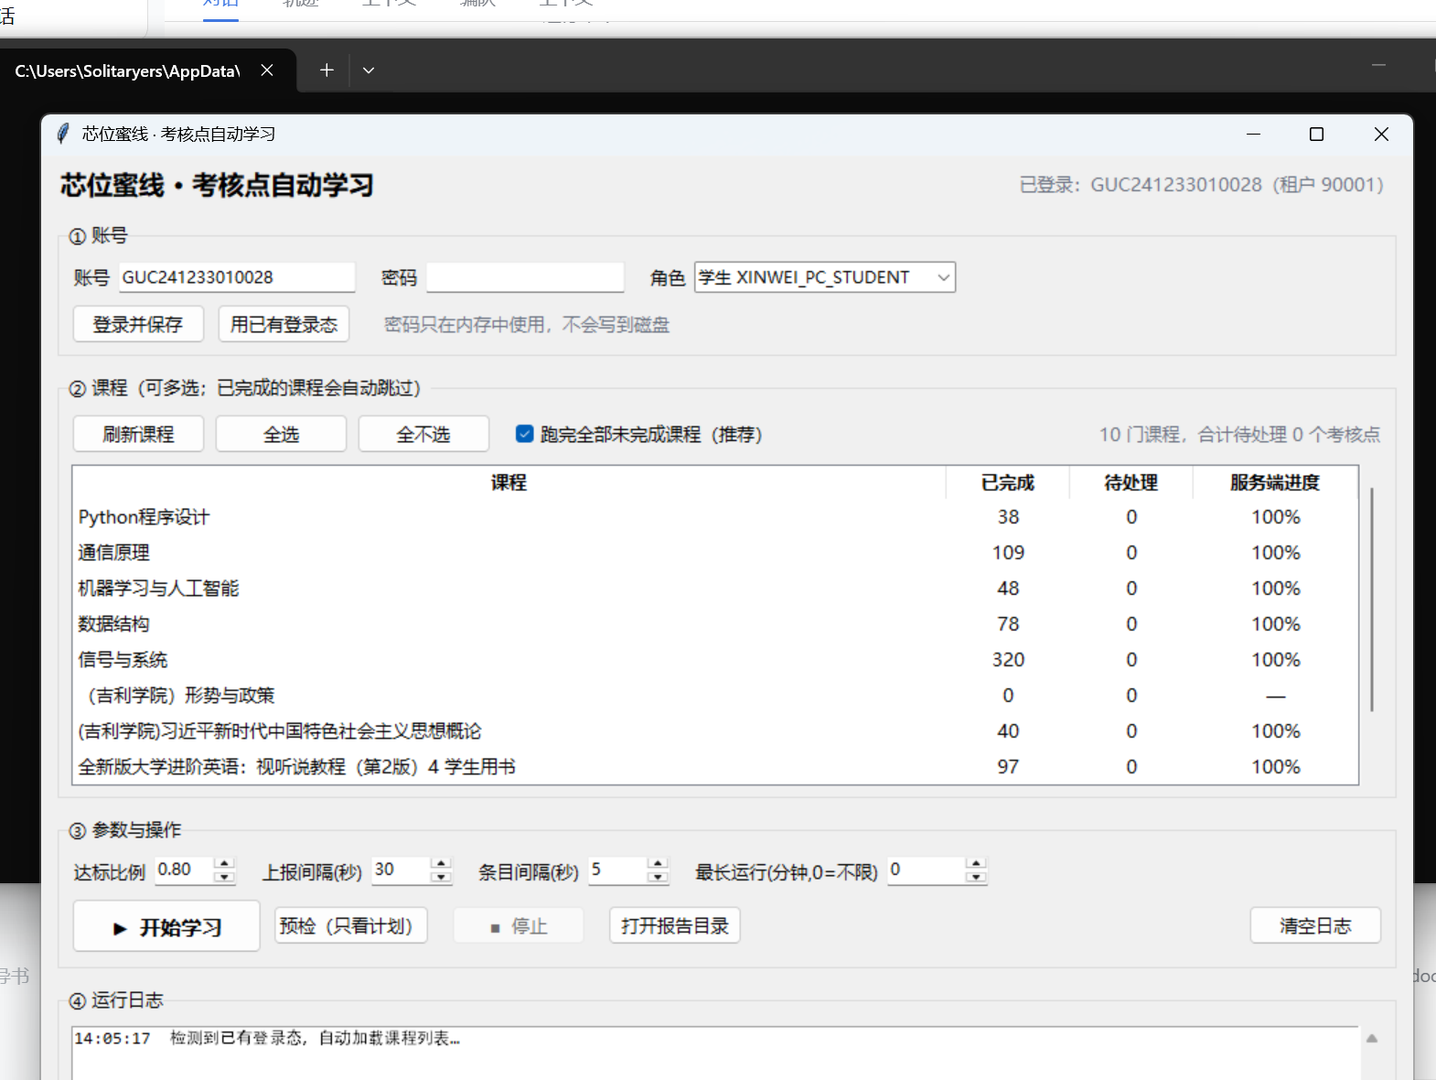 话
对话
C:\Users\Solitaryers\AppData\
芯位蜜线 · 考核点自动学习
芯位蜜线 • 考核点自动学习
已登录：GUC241233010028（租户 90001）
① 账号
账号 GUC241233010028 密码 角色 学生 XINWEI_PC_STUDENT
登录并保存 用已有登录态 密码只在内存中使用，不会写到磁盘
② 课程（可多选；已完成的课程会自动跳过）
刷新课程 全选 全不选 跑完全部未完成课程（推荐） 10 门课程，合计待处理 0 个考核点
课程 已完成 待处理 服务端进度
Python程序设计 38 0 100%
通信原理 109 0 100%
机器学习与人工智能 48 0 100%
数据结构 78 0 100%
信号与系统 320 0 100%
（吉利学院）形势与政策 0 0 —
(吉利学院)习近平新时代中国特色社会主义思想概论 40 0 100%
全新版大学进阶英语：视听说教程（第2版）4 学生用书 97 0 100%
③ 参数与操作
达标比例 0.80 上报间隔(秒) 30 条目间隔(秒) 5 最长运行(分钟,0=不限) 0
▶ 开始学习 预检（只看计划） ■ 停止 打开报告目录 清空日志
导书
doc
④ 运行日志
14:05:17 检测到已有登录态，自动加载课程列表…